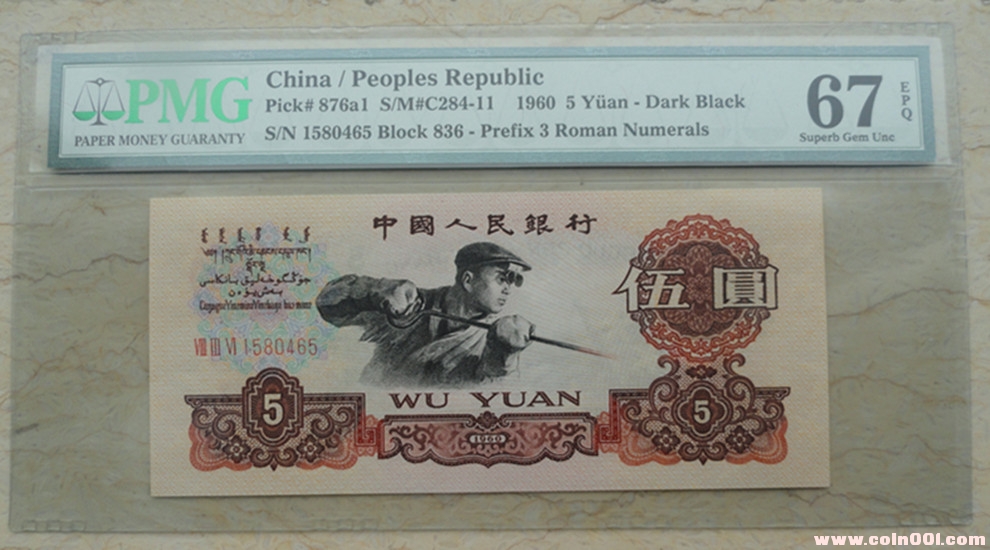 PMG
PAPER MONEY GUARANTY
China / Peoples Republic
Pick# 876a1 S/M#C284-11 1960 5 Yüan - Dark Black
S/N 1580465 Block 836 - Prefix 3 Roman Numerals
67
EPQ
Superb Gem Unc
中國人民銀行
伍圓
VIII III VI 1580465
WU YUAN
5
1960
5
www.coin001.com